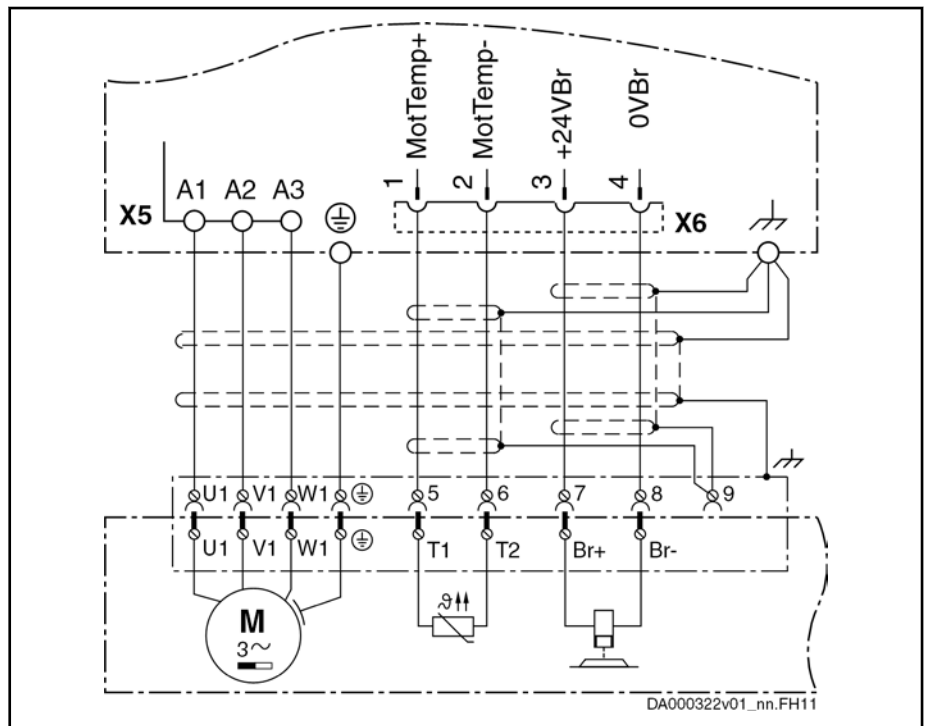 MotTemp+
MotTemp-
+24VBr
0VBr
1 2 3 4
A1 A2 A3
X5
X6
U1 V1 W1 5 6 7 8 9
U1 V1 W1 T1 T2 Br+ Br-
ϑ
M
3~
DA000322v01_nn.FH11